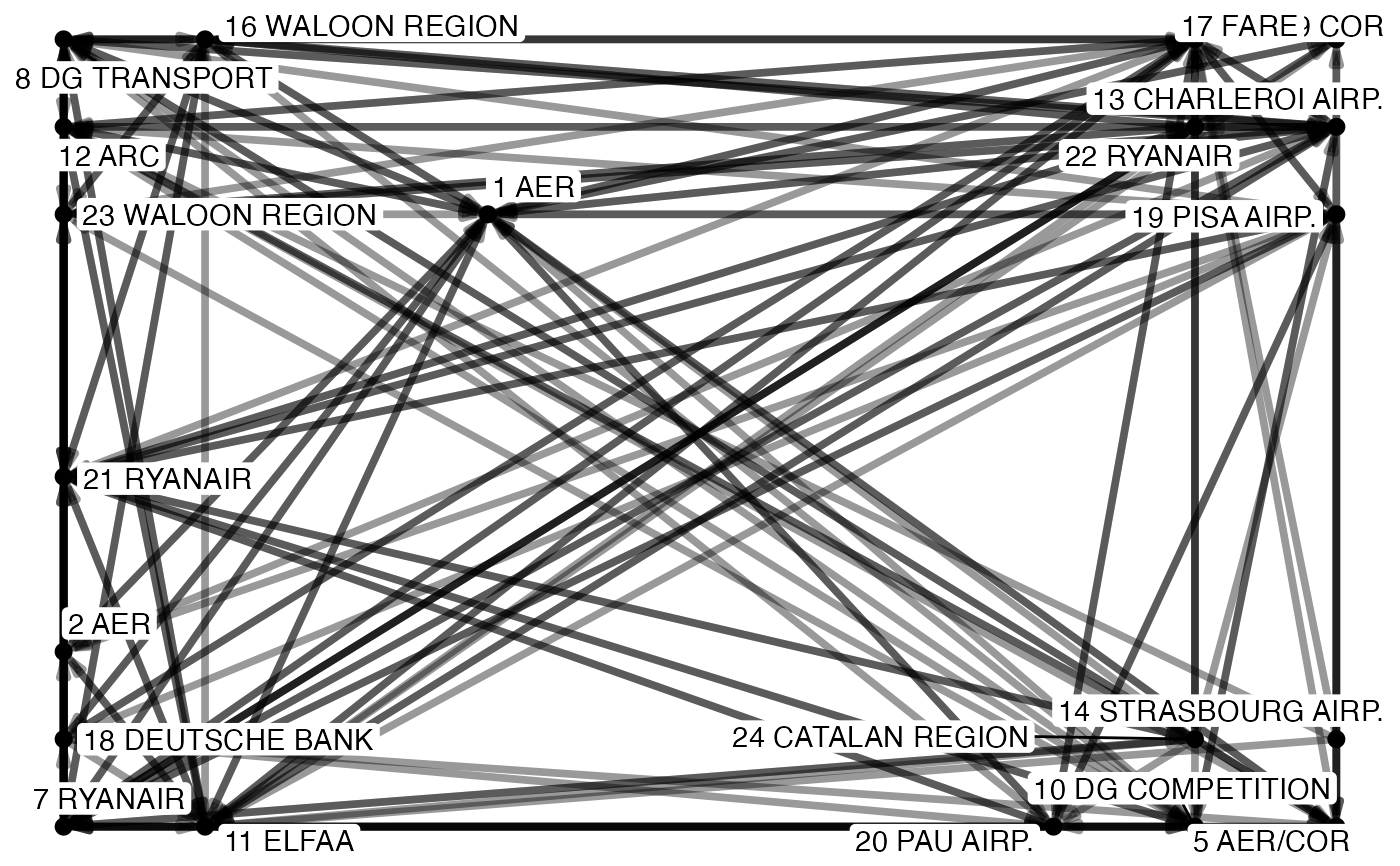 16 WALOON REGION
17 FARE
COR
8 DG TRANSPORT
13 CHARLEROI AIRP.
12 ARC
22 RYANAIR
1 AER
23 WALOON REGION
19 PISA AIRP.
21 RYANAIR
2 AER
14 STRASBOURG AIRP.
18 DEUTSCHE BANK
24 CATALAN REGION
7 RYANAIR
10 DG COMPETITION
11 ELFAA
20 PAU AIRP.
5 AER/COR